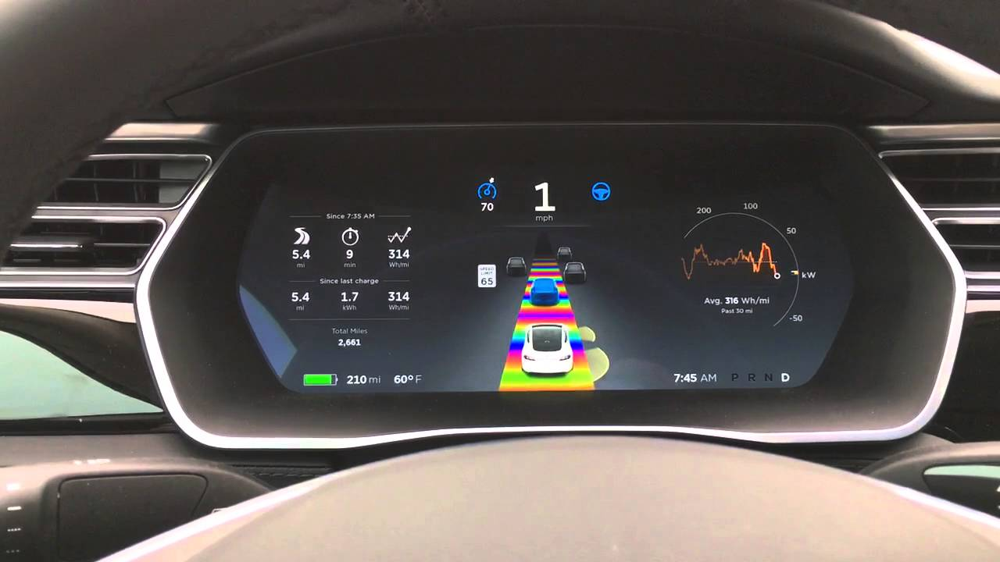 Since 7:35 AM
5.4 9 314
mi min Wh/mi
Since last charge
5.4 1.7 314
mi kWh Wh/mi
Total Miles
2,661
210 mi 60° F
70
1
mph
SPEED
LIMIT
65
200 100 50
kW
-50
Avg. 316 Wh/mi
Past 30 mi
7:45 AM P R N D